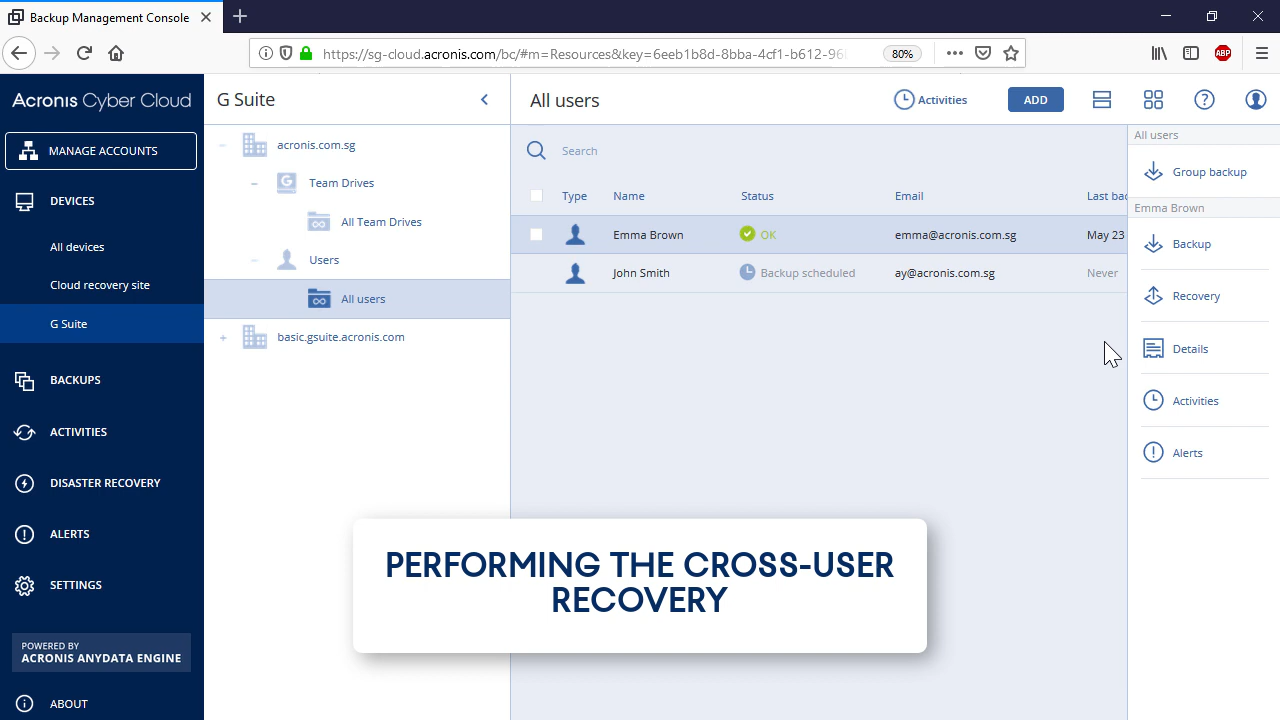 Backup Management Console
https://sg-cloud.acronis.com/bc/#m=Resources&key=6eeb1b8d-8bba-4cf1-b612-96
80%
ABP
Acronis Cyber Cloud
MANAGE ACCOUNTS
DEVICES
All devices
Cloud recovery site
G Suite
BACKUPS
ACTIVITIES
DISASTER RECOVERY
ALERTS
SETTINGS
POWERED BY
ACRONIS ANYDATA ENGINE
ABOUT
G Suite
acronis.com.sg
Team Drives
All Team Drives
Users
All users
basic.gsuite.acronis.com
All users
Activities
ADD
Search
Type Name Status Email Last bac
Emma Brown OK emma@acronis.com.sg May 23
John Smith Backup scheduled ay@acronis.com.sg Never
All users
Group backup
Emma Brown
Backup
Recovery
Details
Activities
Alerts
PERFORMING THE CROSS-USER
RECOVERY